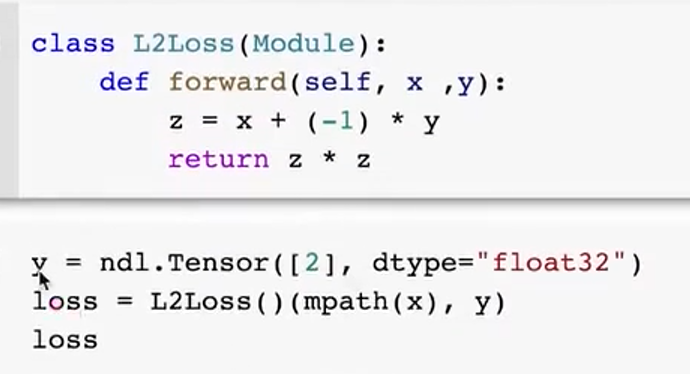 class L2Loss(Module):
    def forward(self, x ,y):
        z = x + (-1) * y
        return z * z
y = ndl.Tensor([2], dtype="float32")
loss = L2Loss()(mpath(x), y)
loss